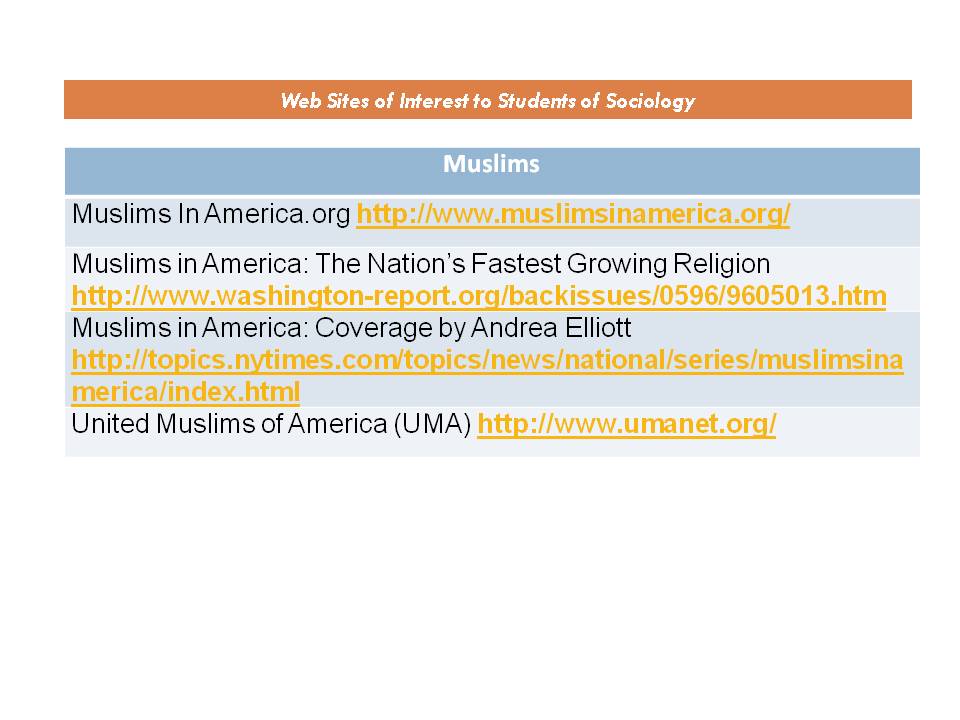 Web Sites of Interest to Students of Sociology
Muslims
Muslims In America.org http://www.muslimsinamerica.org/
Muslims in America: The Nation’s Fastest Growing Religion
http://www.washington-report.org/backissues/0596/9605013.htm
Muslims in America: Coverage by Andrea Elliott
http://topics.nytimes.com/topics/news/national/series/muslimsina
merica/index.html
United Muslims of America (UMA) http://www.umanet.org/